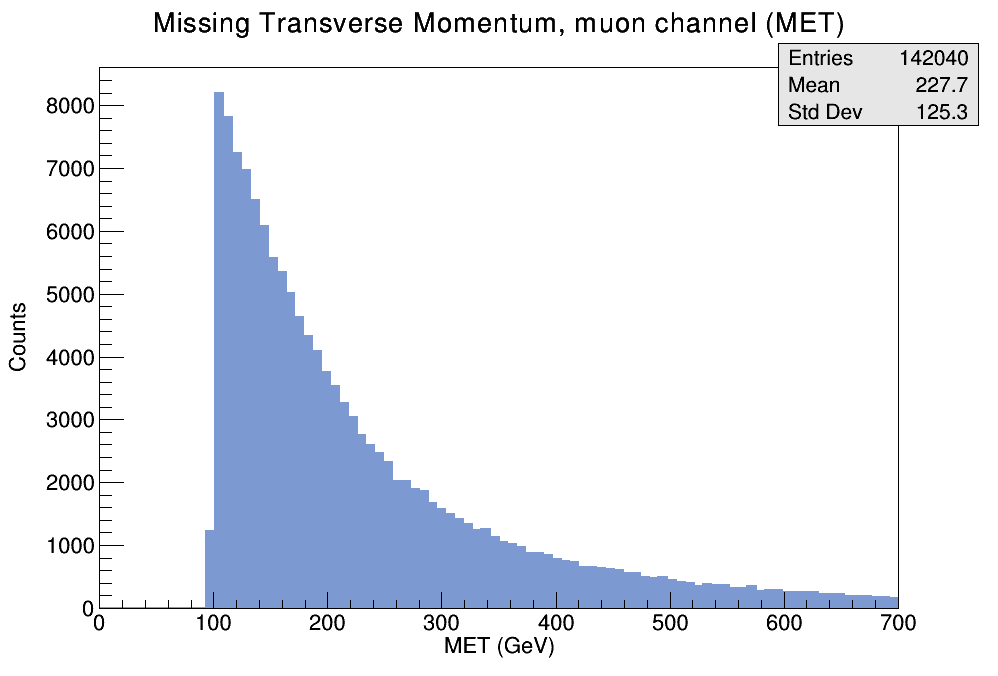 Missing Transverse Momentum, muon channel (MET)
Entries 142040
Mean 227.7
Std Dev 125.3
8000
7000
6000
5000
4000
3000
2000
1000
0
Counts
0 100 200 300 400 500 600 700
MET (GeV)